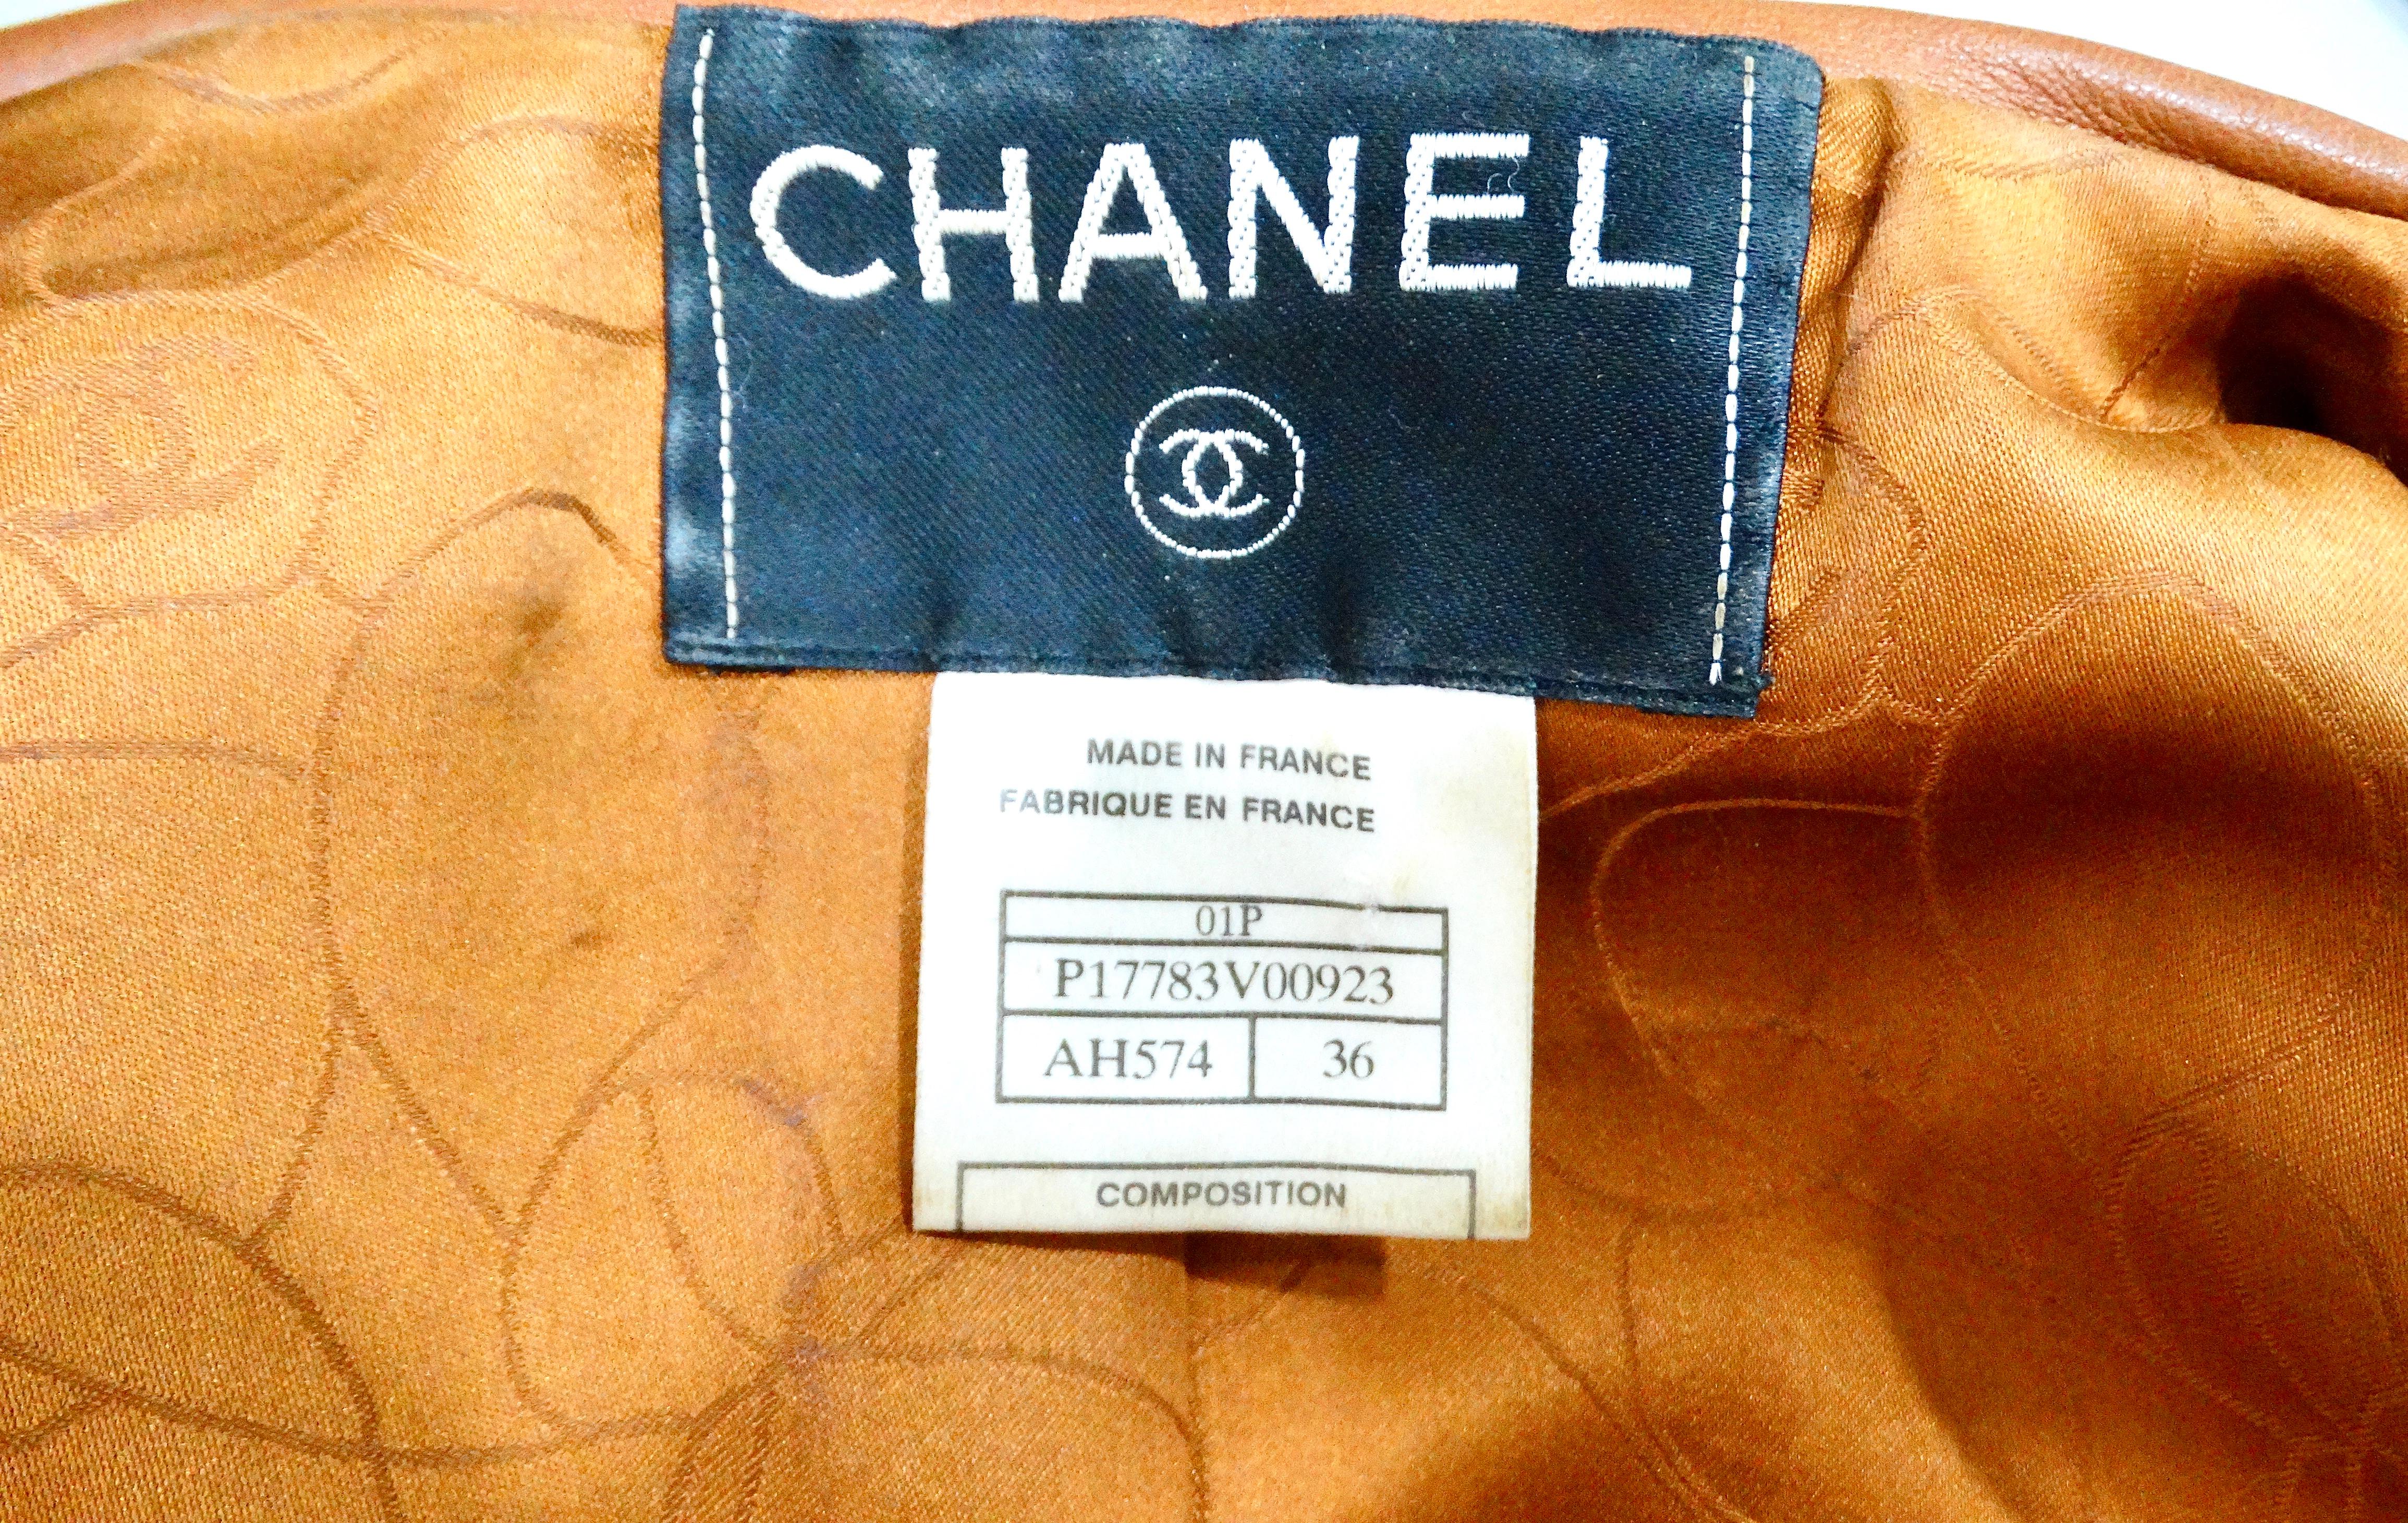 CHANEL
MADE IN FRANCE
FABRIQUE EN FRANCE
01P
P17783V00923
AH574 36
COMPOSITION